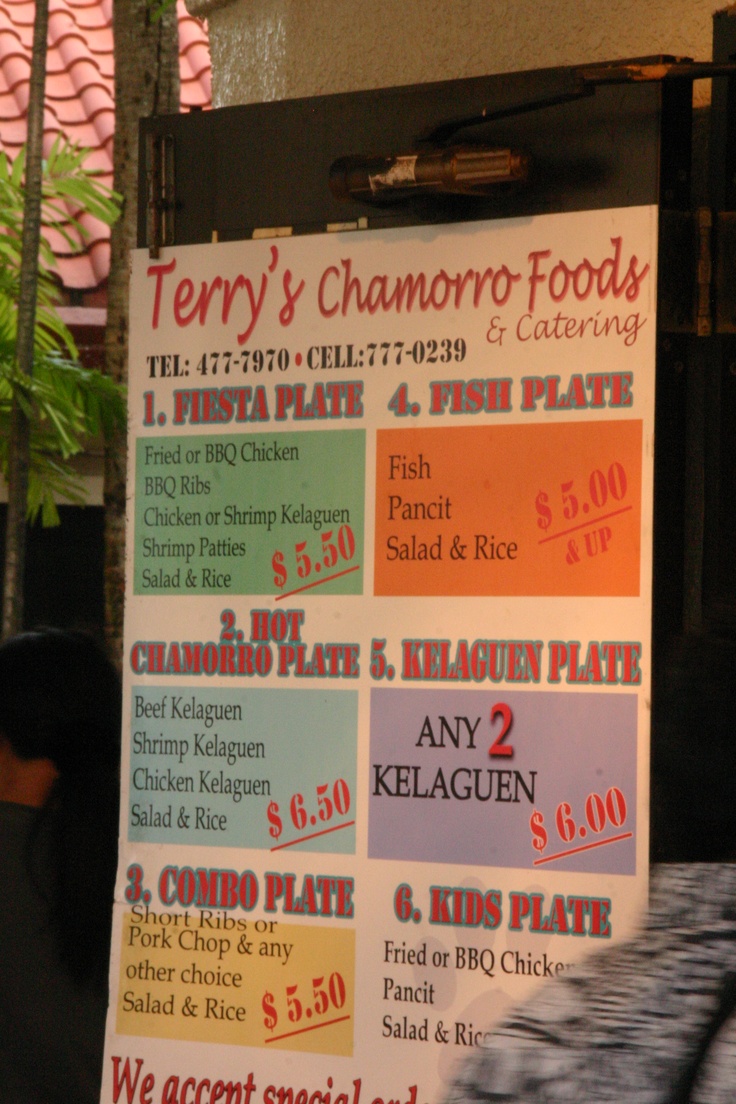 Terry's Chamorro Foods
& Catering
TEL: 477-7970 • CELL:777-0239
1. FIESTA PLATE
Fried or BBQ Chicken
BBQ Ribs
Chicken or Shrimp Kelaguen
Shrimp Patties
Salad & Rice
$ 5.50
2. HOT
CHAMORRO PLATE
Beef Kelaguen
Shrimp Kelaguen
Chicken Kelaguen
Salad & Rice
$ 6.50
3. COMBO PLATE
Short Ribs or
Pork Chop & any
other choice
Salad & Rice
$ 5.50
4. FISH PLATE
Fish
Pancit
Salad & Rice
$ 5.00
& UP
5. KELAGUEN PLATE
ANY 2
KELAGUEN
$ 6.00
6. KIDS PLATE
Fried or BBQ Chicken
Pancit
Salad & Ric
We accept special